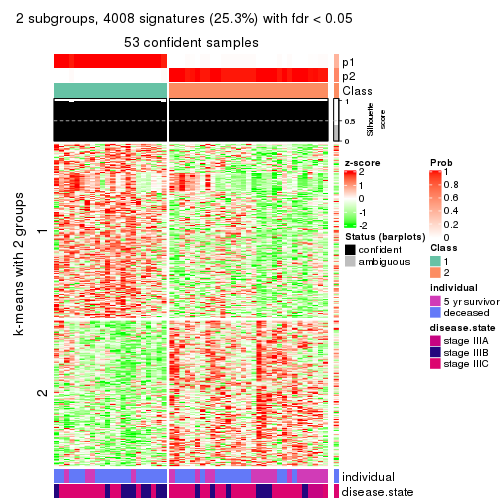 2 subgroups, 4008 signatures (25.3%) with fdr < 0.05
53 confident samples
p1
p2
Class
1
0.5
0
Silhouette
score
k-means with 2 groups
1
2
individual
disease.state
z-score
2
1
0
-1
-2
Status (barplots)
confident
ambiguous
Prob
1
0.8
0.6
0.4
0.2
0
Class
1
2
individual
5 yr survivor
deceased
disease.state
stage IIIA
stage IIIB
stage IIIC